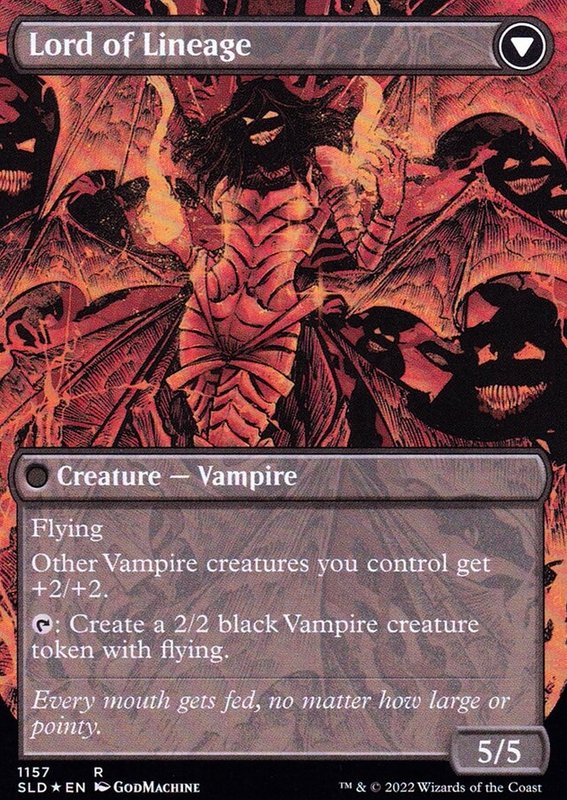 Lord of Lineage
Creature — Vampire
Flying
Other Vampire creatures you control get
+2/+2.
: Create a 2/2 black Vampire creature
token with flying.
Every mouth gets fed, no matter how large or
pointy.
5/5
1157 R
SLD ★ EN GodMachine
™ & © 2022 Wizards of the Coast